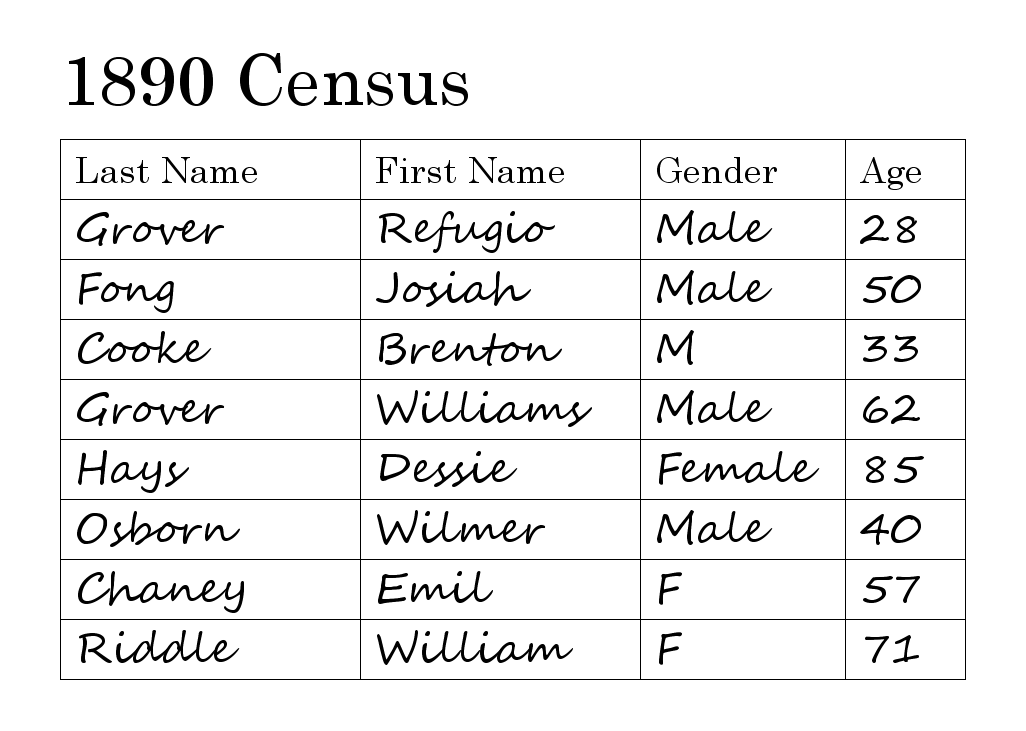 1890 Census
Last Name First Name Gender Age
Grover Refugio Male 28
Fong Josiah Male 50
Cooke Brenton M 33
Grover Williams Male 62
Hays Dessie Female 85
Osborn Wilmer Male 40
Chaney Emil F 57
Riddle William F 71